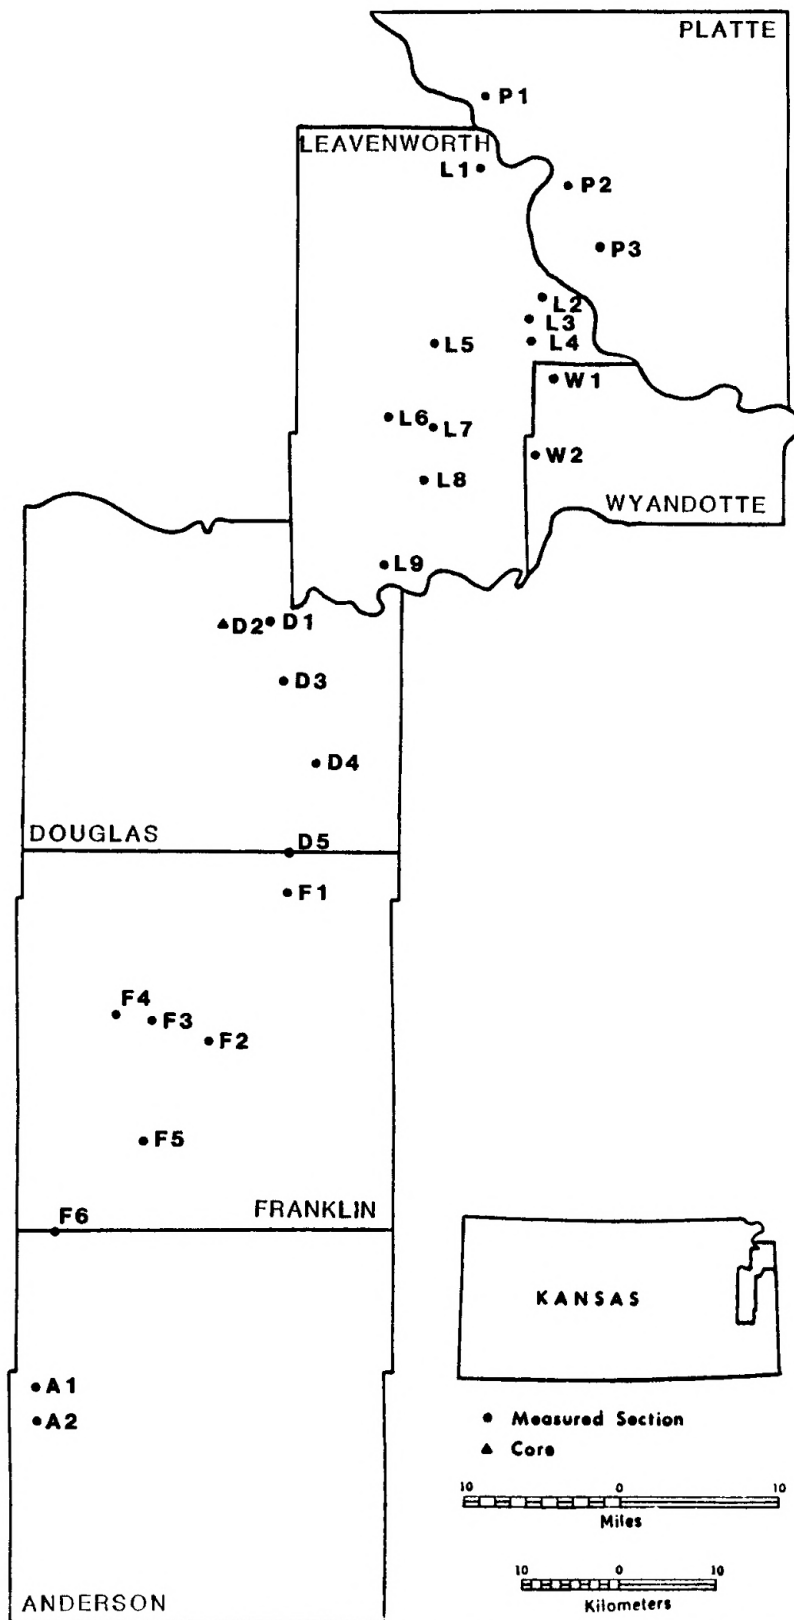 PLATTE
P1
LEAVENWORTH
L1
P2
P3
L2
L3
L4
L5
W1
L6
L7
W2
L8
WYANDOTTE
L9
D2
D1
D3
D4
DOUGLAS
D5
F1
F4
F3
F2
F5
F6
FRANKLIN
KANSAS
A1
A2
Measured Section
Core
10 0 10
Miles
10 0 10
Kilometers
ANDERSON